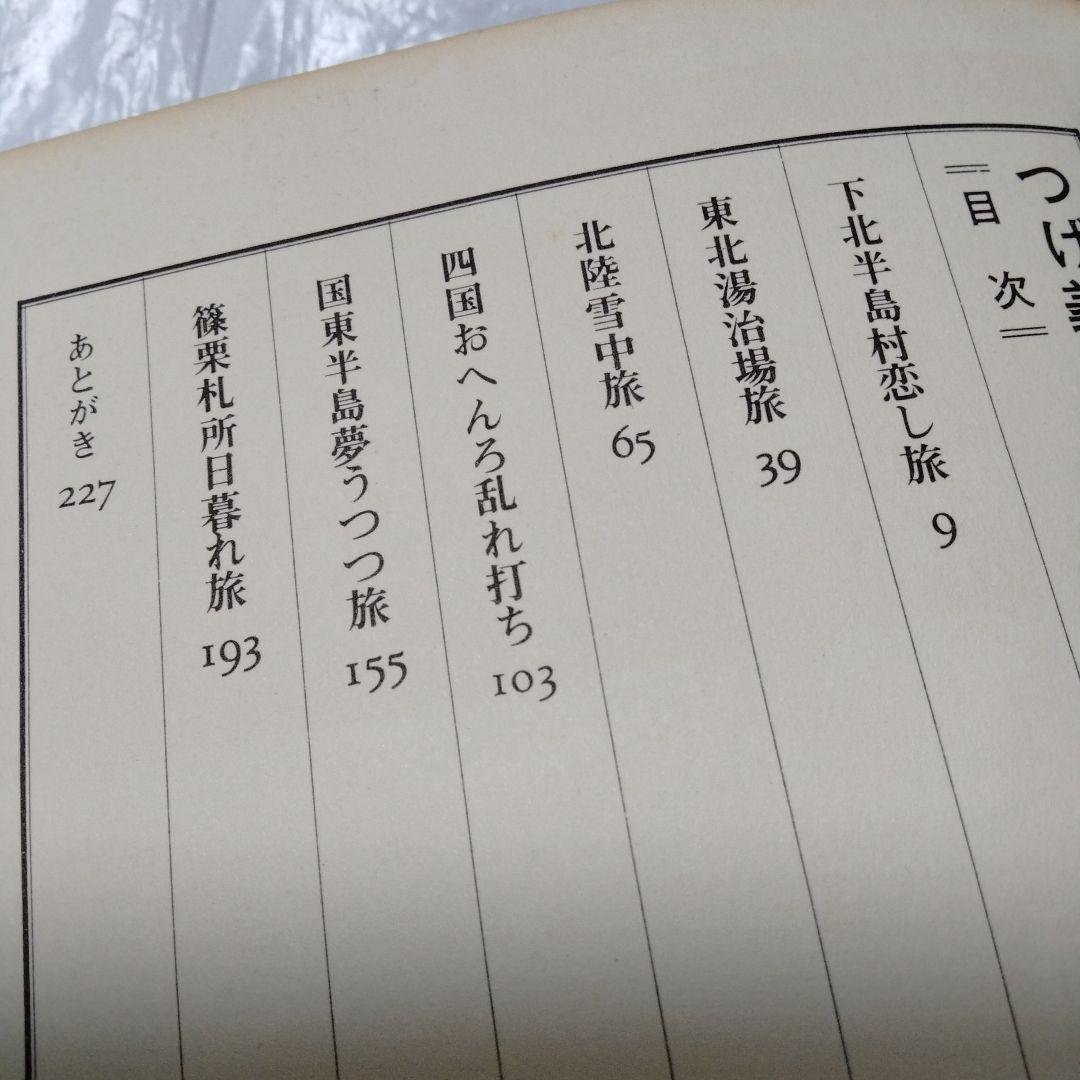 つげ義
目次
下北半島村恋し旅 9
東北湯治場旅 39
北陸雪中旅 65
四国おへんろ乱れ打ち 103
国東半島夢うつつ旅 155
篠栗札所日暮れ旅 193
あとがき 227